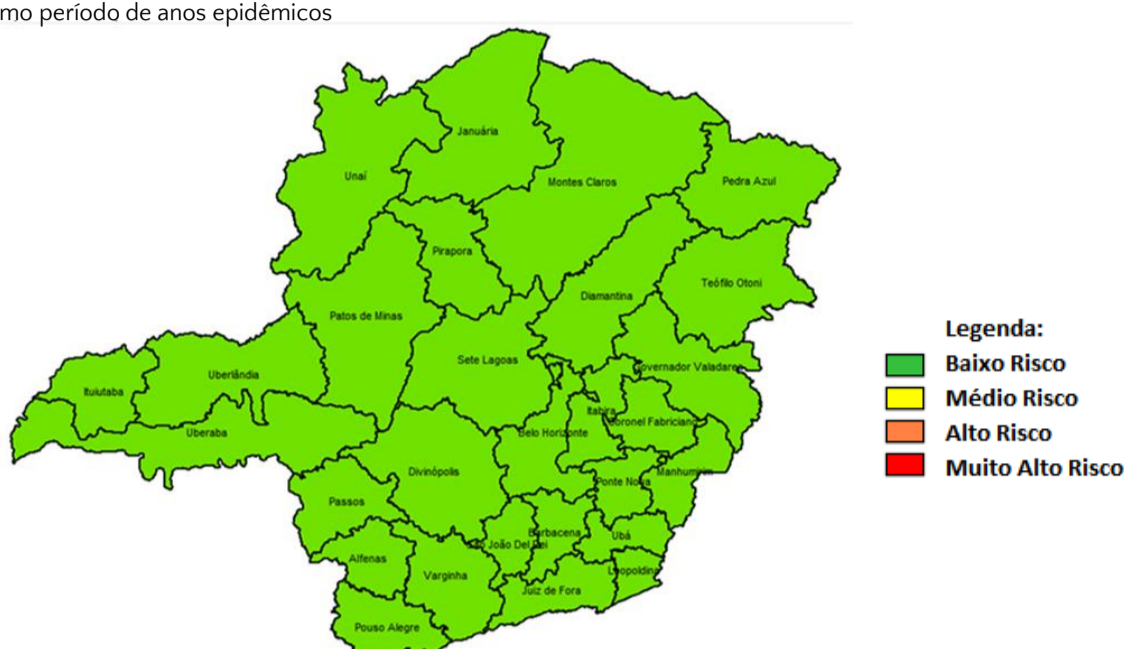 mo período de anos epidêmicos
Januária
Unaí
Montes Claros
Pedra Azul
Pirapora
Teófilo Otoni
Diamantina
Patos de Minas
Sete Lagoas
Governador Valadares
Uberlândia
Ituiutaba
Itabira
Coronel Fabriciano
Uberaba
Belo Horizonte
Divinópolis
Manhumirim
Ponte Nova
Passos
Barbacena
Ubá
São João Del Rei
Alfenas
Leopoldina
Varginha
Juiz de Fora
Pouso Alegre
Legenda:
Baixo Risco
Médio Risco
Alto Risco
Muito Alto Risco